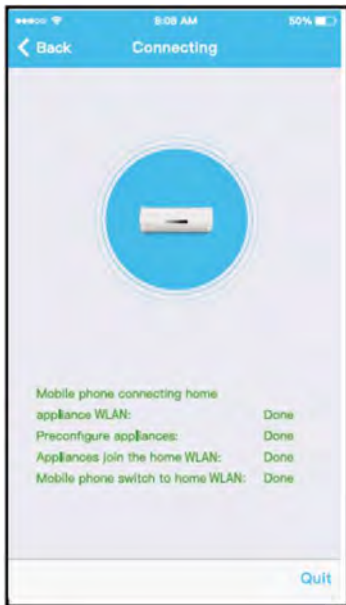 9:08 AM 50%
Back Connecting
Mobile phone connecting home
appliance WLAN: Done
Preconfigure appliances: Done
Appliances join the home WLAN: Done
Mobile phone switch to home WLAN: Done
Quit